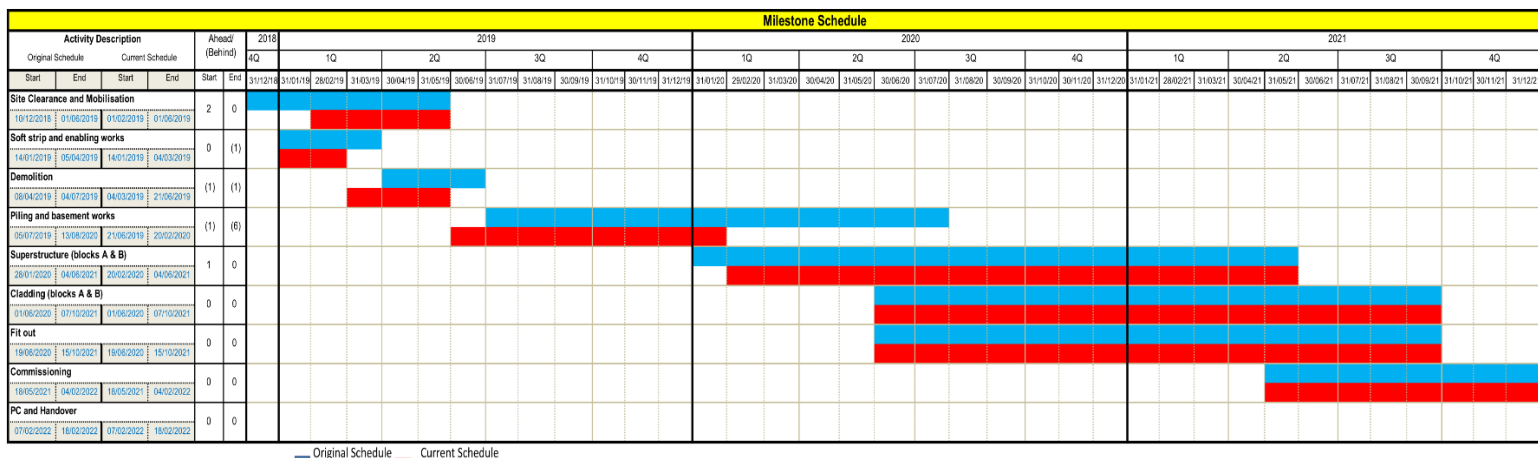 Milestone Schedule
Activity Description Ahead/ 2018 2019 2020 2021
(Behind)
Original Schedule Current Schedule 4Q 1Q 2Q 3Q 4Q 1Q 2Q 3Q 4Q 1Q 2Q 3Q 4Q
Start End Start End Start End 31/12/18 31/01/19 28/02/19 31/03/19 30/04/19 31/05/19 30/06/19 31/07/19 31/08/19 30/09/19 31/10/19 30/11/19 31/12/19 31/01/20 29/02/20 31/03/20 30/04/20 31/05/20 30/06/20 31/07/20 31/08/20 30/09/20 31/10/20 30/11/20 31/12/20 31/01/21 28/02/21 31/03/21 30/04/21 31/05/21 30/06/21 31/07/21 31/08/21 30/09/21 31/10/21 30/11/21 31/12/2
Site Clearance and Mobilisation
2 0
10/12/2018 01/06/2019 01/02/2019 01/06/2019
Soft strip and enabling works
0 (1)
14/01/2019 05/04/2019 14/01/2019 04/03/2019
Demolition
(1) (1)
08/04/2019 04/07/2019 04/03/2019 21/06/2019
Piling and basement works
(1) (6)
05/07/2019 13/08/2020 21/06/2019 20/02/2020
Superstructure (blocks A & B)
1 0
28/01/2020 04/06/2021 20/02/2020 04/06/2021
Cladding (blocks A & B)
0 0
01/06/2020 07/10/2021 01/06/2020 07/10/2021
Fit out
0 0
19/06/2020 15/10/2021 19/06/2020 15/10/2021
Commissioning
0 0
18/05/2021 04/02/2022 18/05/2021 04/02/2022
PC and Handover
0 0
07/02/2022 18/02/2022 07/02/2022 18/02/2022
Original Schedule Current Schedule